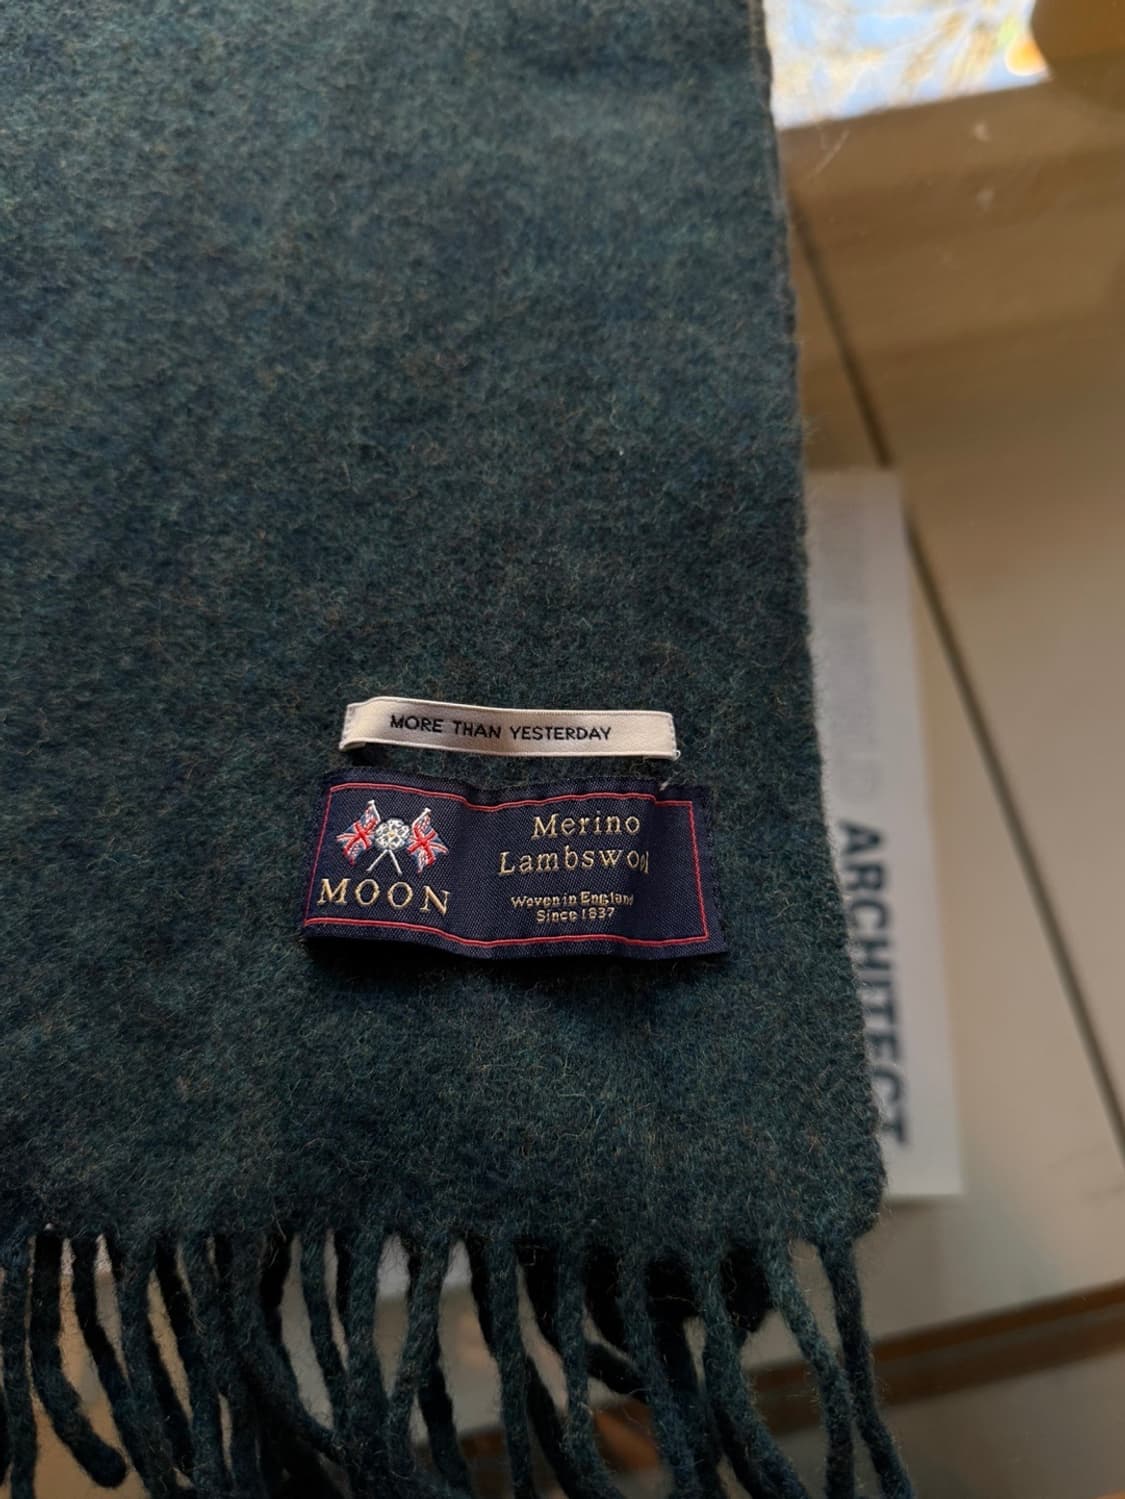 MORE THAN YESTERDAY
MOON
Merino
Lambswool
Woven in England
Since 1837
ARCHITECT